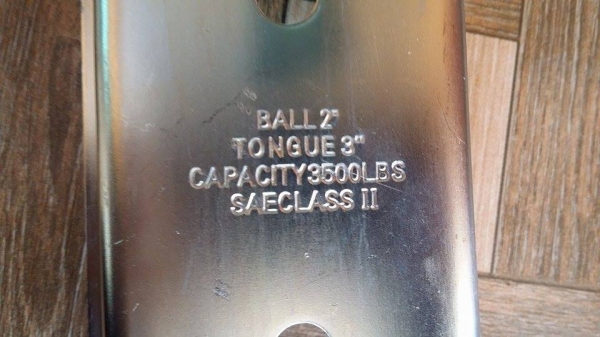 BALL 2"
TONGUE 3"
CAPACITY3500LBS
SAECLASS II